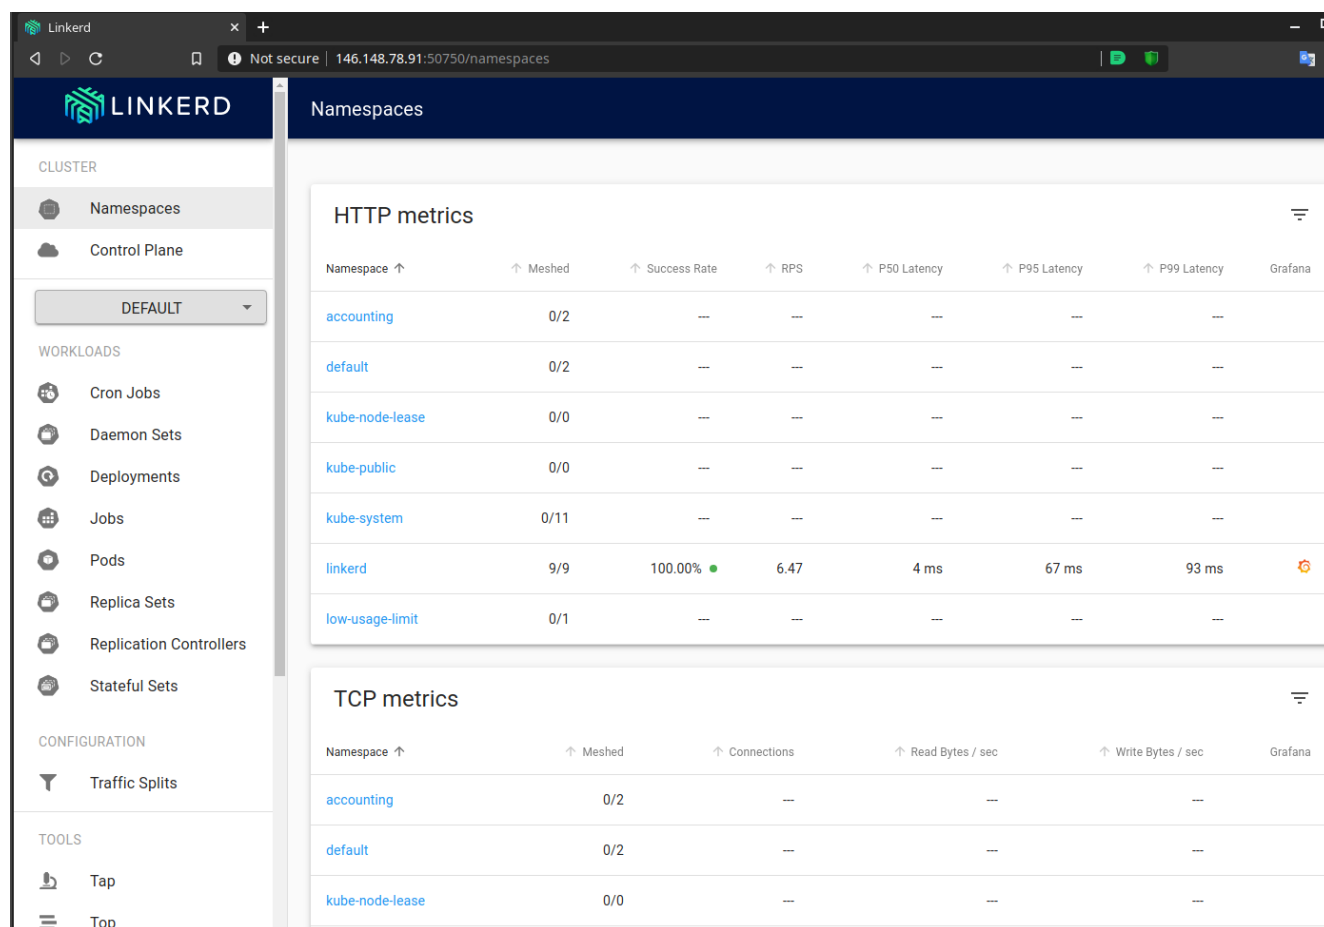 Linkerd
Not secure 146.148.78.91:50750/namespaces
LINKERD
Namespaces
CLUSTER
Namespaces
Control Plane
DEFAULT
WORKLOADS
Cron Jobs
Daemon Sets
Deployments
Jobs
Pods
Replica Sets
Replication Controllers
Stateful Sets
CONFIGURATION
Traffic Splits
TOOLS
Tap
Top
HTTP metrics
Namespace Meshed Success Rate RPS P50 Latency P95 Latency P99 Latency Grafana
accounting 0/2 --- --- --- --- ---
default 0/2 --- --- --- --- ---
kube-node-lease 0/0 --- --- --- --- ---
kube-public 0/0 --- --- --- --- ---
kube-system 0/11 --- --- --- --- ---
linkerd 9/9 100.00% 6.47 4 ms 67 ms 93 ms
low-usage-limit 0/1 --- --- --- --- ---
TCP metrics
Namespace Meshed Connections Read Bytes / sec Write Bytes / sec Grafana
accounting 0/2 --- --- ---
default 0/2 --- --- ---
kube-node-lease 0/0 --- --- ---